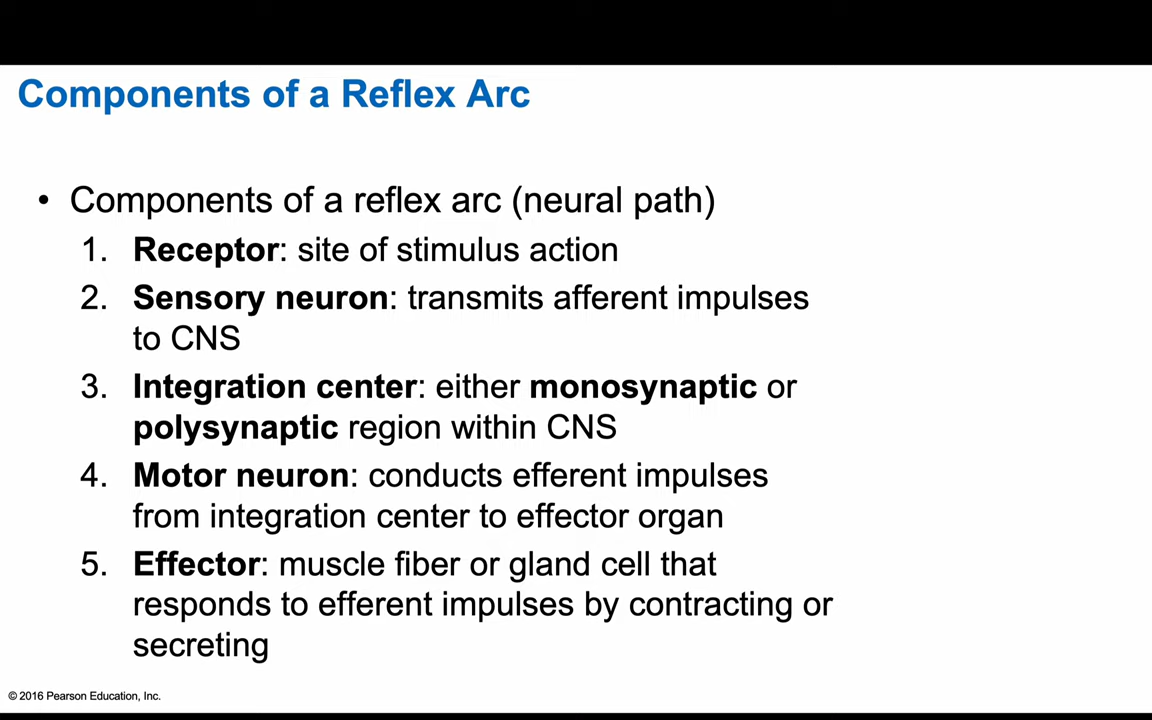 Components of a Reflex Arc
• Components of a reflex arc (neural path)
1. Receptor: site of stimulus action
2. Sensory neuron: transmits afferent impulses
to CNS
3. Integration center: either monosynaptic or
polysynaptic region within CNS
4. Motor neuron: conducts efferent impulses
from integration center to effector organ
5. Effector: muscle fiber or gland cell that
responds to efferent impulses by contracting or
secreting
© 2016 Pearson Education, Inc.